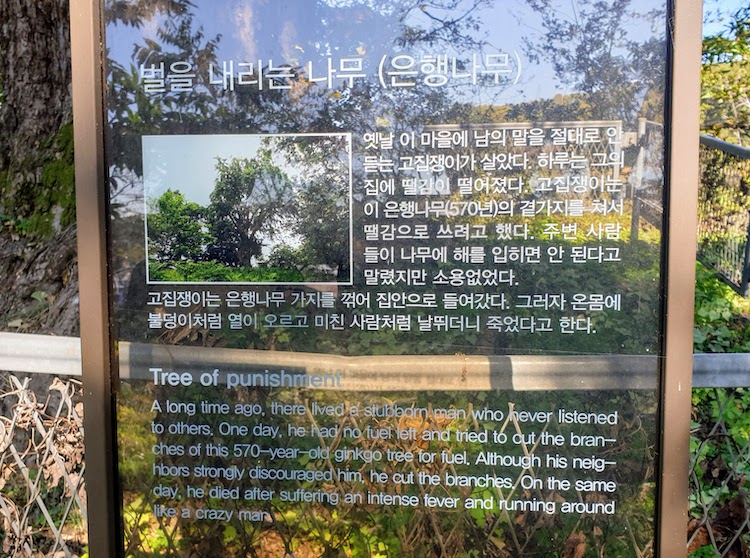 벌을 내리는 나무 (은행나무)
옛날 이 마을에 남의 말을 절대로 안
듣는 고집쟁이가 살았다. 하루는 그의
집에 땔감이 떨어졌다. 고집쟁이는
이 은행나무(570년)의 곁가지를 쳐서
땔감으로 쓰려고 했다. 주변 사람
들이 나무에 해를 입히면 안 된다고
말렸지만 소용없었다.
고집쟁이는 은행나무 가지를 꺾어 집안으로 들여갔다. 그러자 온몸에
불덩이처럼 열이 오르고 미친 사람처럼 날뛰더니 죽었다고 한다.
Tree of punishment
A long time ago, there lived a stubborn man who never listened
to others. One day, he had no fuel left and tried to cut the bran-
ches of this 570-year-old ginkgo tree for fuel. Although his neig-
hbors strongly discouraged him, he cut the branches. On the same
day, he died after suffering an intense fever and running around
like a crazy man.